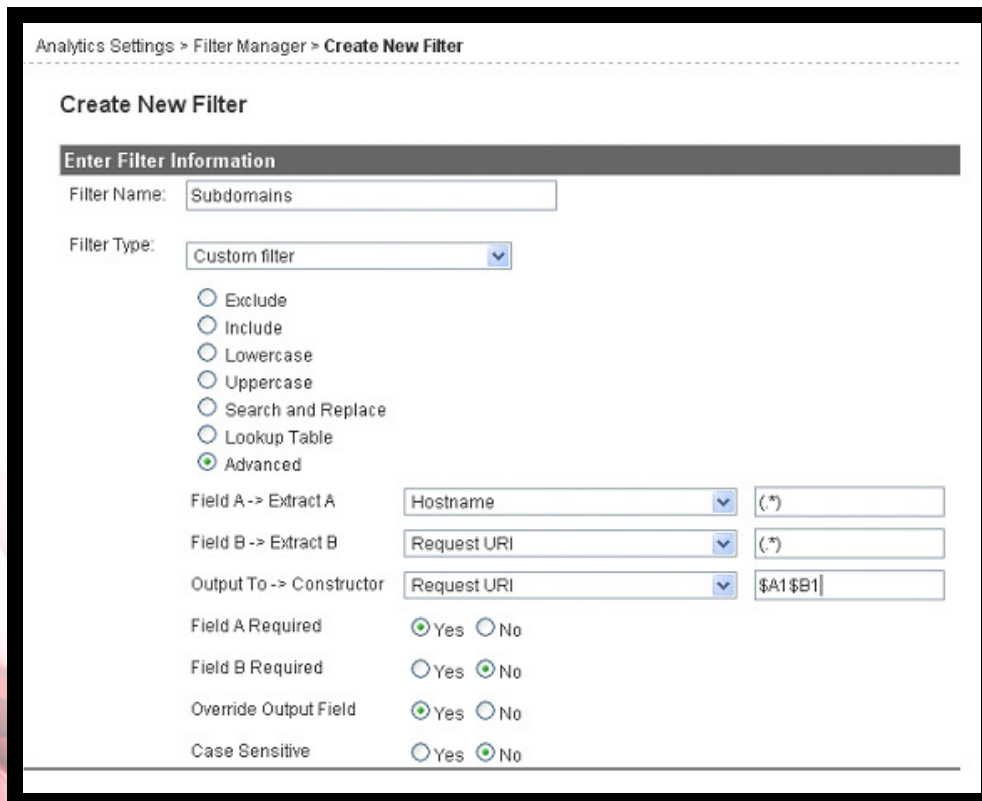 Analytics Settings > Filter Manager > Create New Filter
Create New Filter
Enter Filter Information
Filter Name: Subdomains
Filter Type: Custom filter
Exclude
Include
Lowercase
Uppercase
Search and Replace
Lookup Table
Advanced
Field A -> Extract A Hostname (.*)
Field B -> Extract B Request URI (.*)
Output To -> Constructor Request URI $A1$B1
Field A Required Yes No
Field B Required Yes No
Override Output Field Yes No
Case Sensitive Yes No